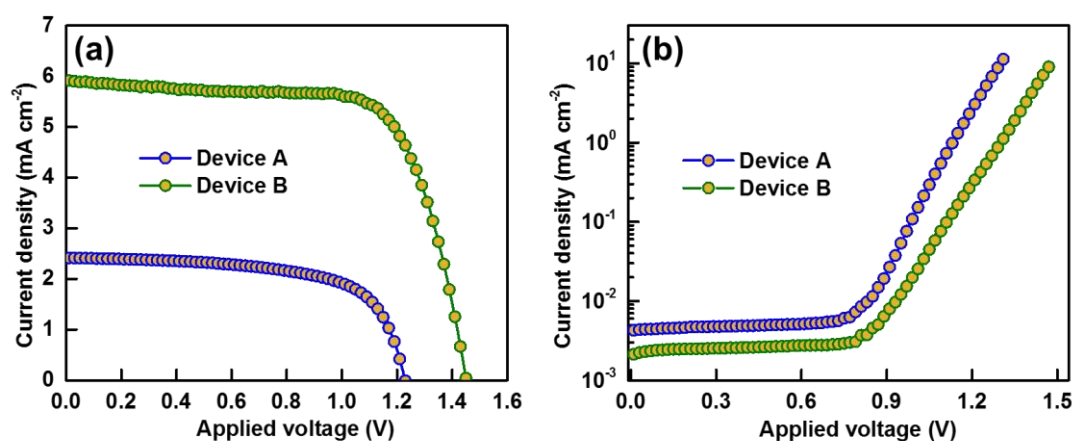 (a)
7
6
5
4
3
2
1
0
Current density (mA cm⁻²)
Device A
Device B
0.0 0.2 0.4 0.6 0.8 1.0 1.2 1.4 1.6
Applied voltage (V)
(b)
10¹
10⁰
10⁻¹
10⁻²
10⁻³
Current density (mA cm⁻²)
Device A
Device B
0.0 0.3 0.6 0.9 1.2 1.5
Applied voltage (V)